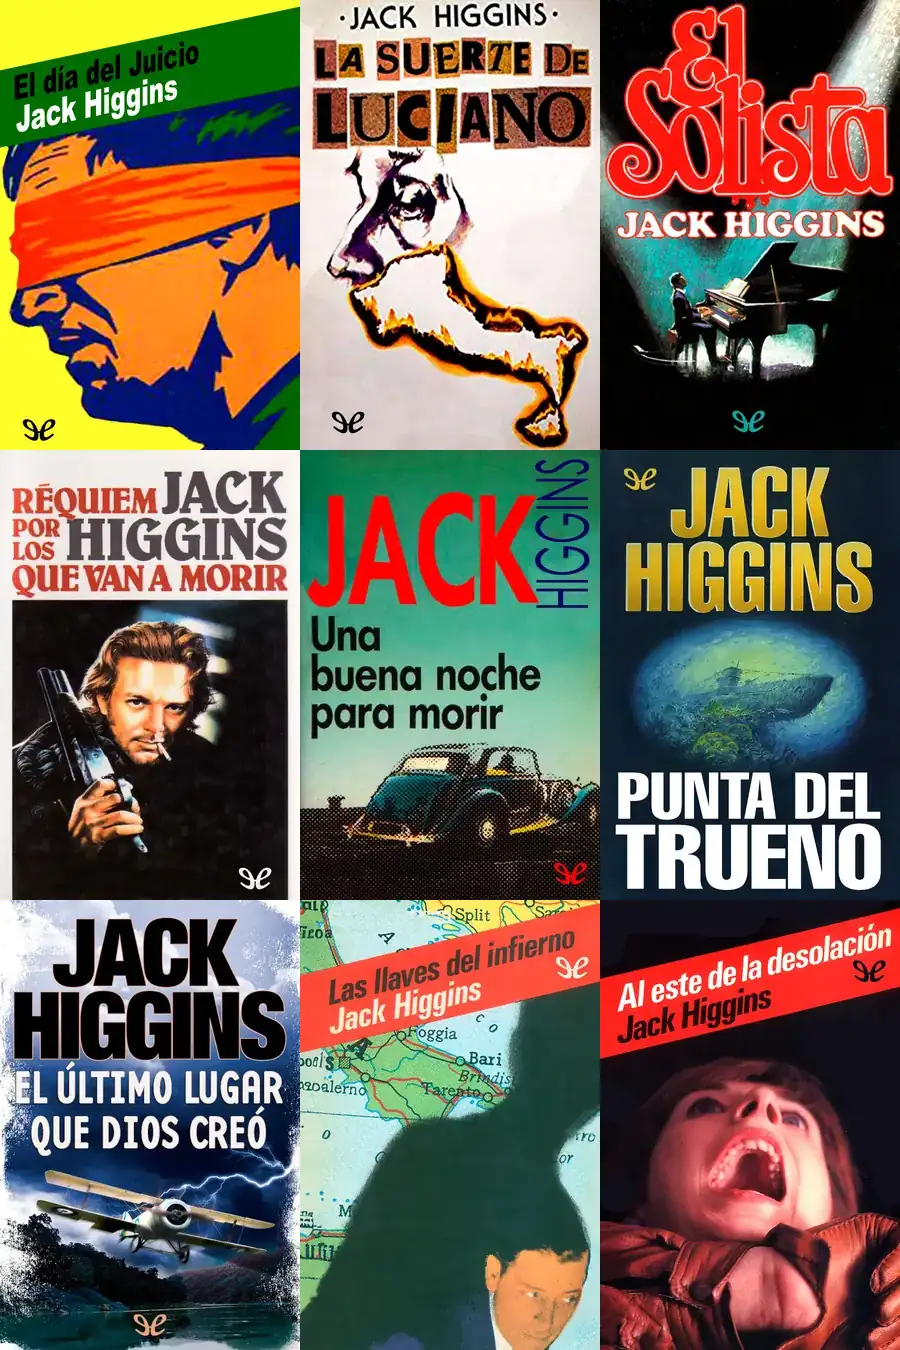 El día del Juicio
Jack Higgins
·JACK HIGGINS·
LA SUERTE DE
LUCIANO
El
Solista
JACK HIGGINS
RÉQUIEM JACK
POR HIGGINS
LOS
QUE VAN A MORIR
JACK
HIGGINS
Una
buena noche
para morir
JACK
HIGGINS
PUNTA DEL
TRUENO
JACK
HIGGINS
EL ÚLTIMO LUGAR
QUE DIOS CREÓ
Split
Las llaves del infierno
Jack Higgins
Foggia
Bari
Brindisi
Tarento
Al este de la desolación
Jack Higgins